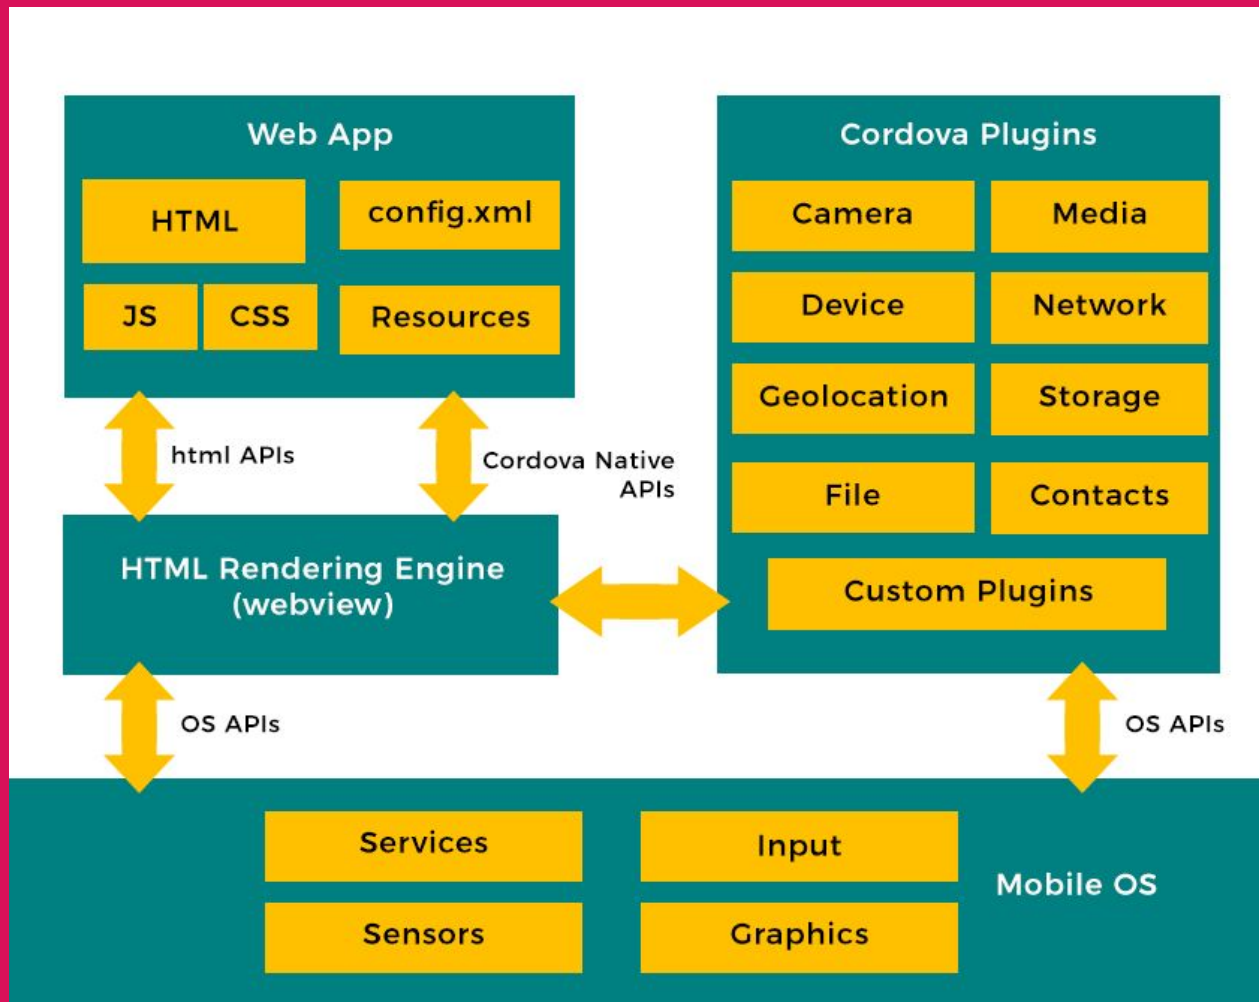 Web App
HTML
config.xml
JS
CSS
Resources
html APIs
Cordova Native
APIs
HTML Rendering Engine
(webview)
Cordova Plugins
Camera
Media
Device
Network
Geolocation
Storage
File
Contacts
Custom Plugins
OS APIs
OS APIs
Services
Input
Sensors
Graphics
Mobile OS